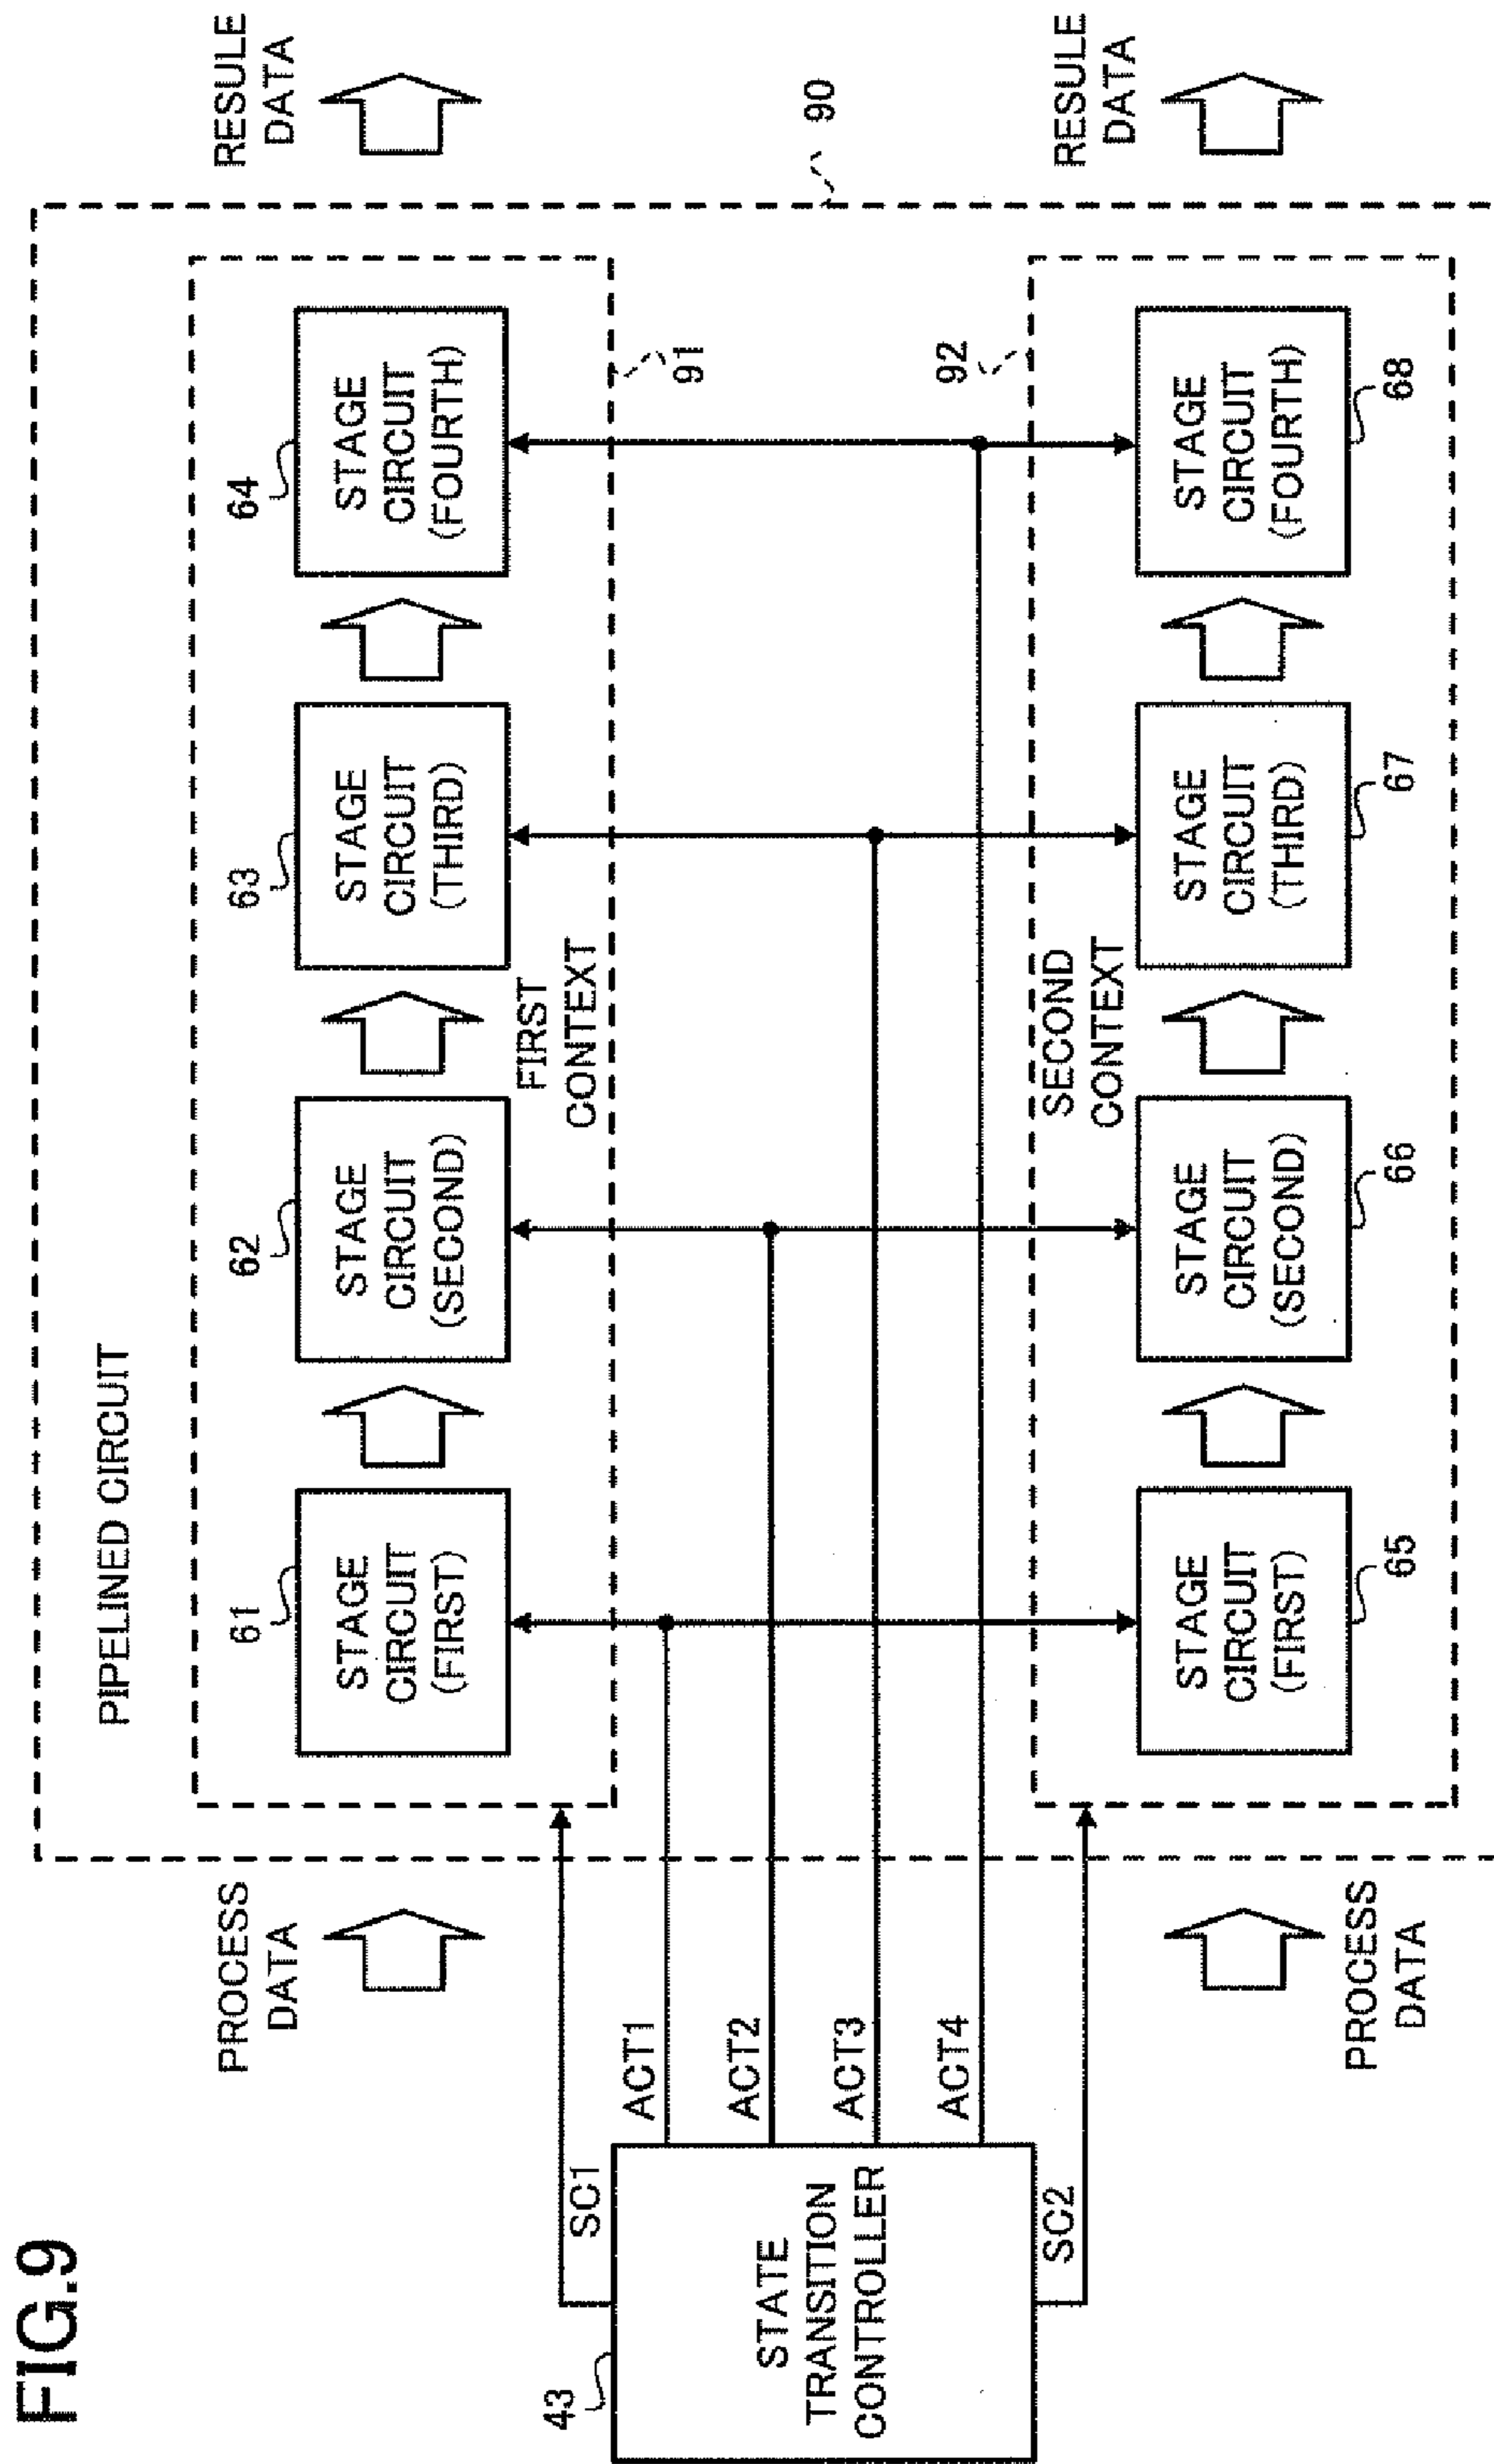 FIG.9
PIPELINED CIRCUIT
90
PROCESS
DATA
61
STAGE
CIRCUIT
(FIRST)
62
STAGE
CIRCUIT
(SECOND)
63
STAGE
CIRCUIT
(THIRD)
64
STAGE
CIRCUIT
(FOURTH)
RESULE
DATA
FIRST
CONTEXT
91
43
STATE
TRANSITION
CONTROLLER
SC1
ACT1
ACT2
ACT3
ACT4
SC2
SECOND
CONTEXT
92
PROCESS
DATA
STAGE
CIRCUIT
(FIRST)
65
STAGE
CIRCUIT
(SECOND)
66
STAGE
CIRCUIT
(THIRD)
67
STAGE
CIRCUIT
(FOURTH)
68
RESULE
DATA